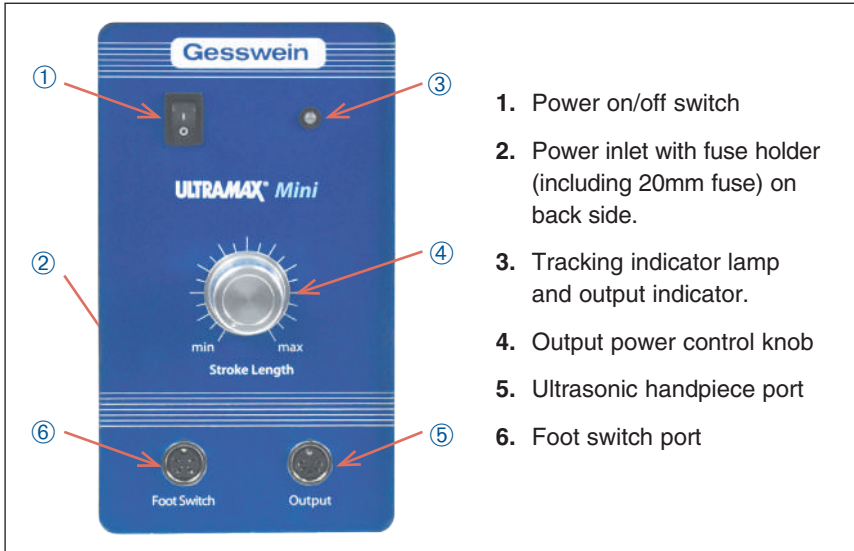 Gesswein
①
③
ULTRAMAX™ Mini
②
④
min
max
Stroke Length
⑥
⑤
Foot Switch
Output
1. Power on/off switch
2. Power inlet with fuse holder
(including 20mm fuse) on
back side.
3. Tracking indicator lamp
and output indicator.
4. Output power control knob
5. Ultrasonic handpiece port
6. Foot switch port